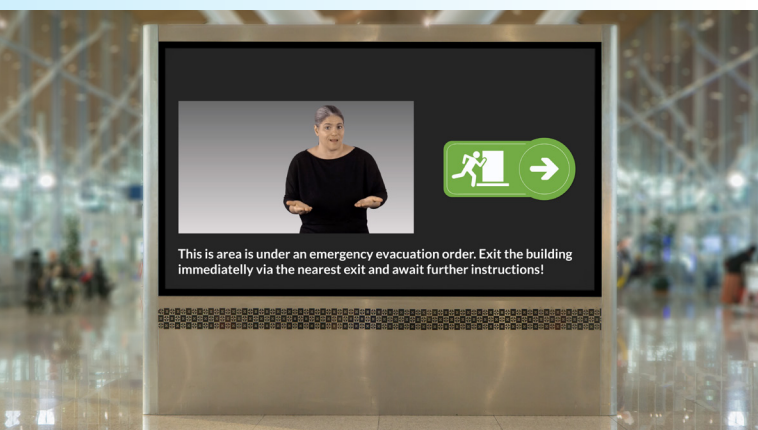 This is area is under an emergency evacuation order. Exit the building
immediatelly via the nearest exit and await further instructions!